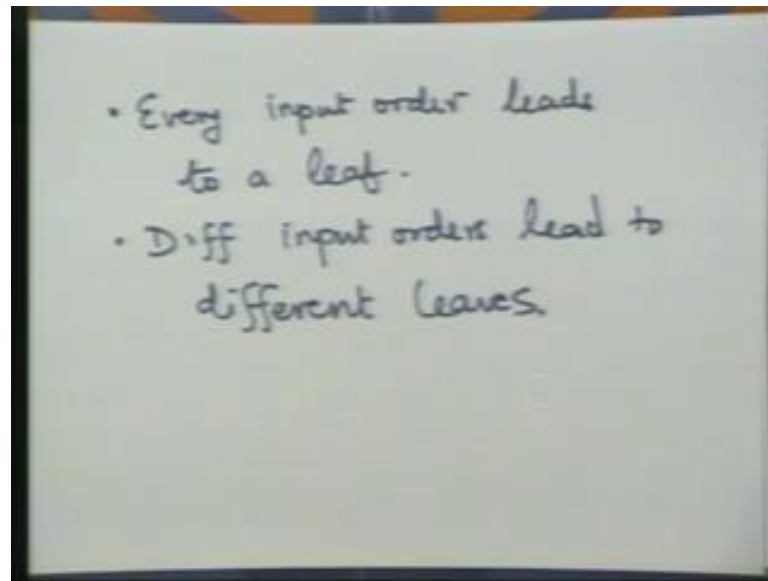 • Every input order leads
to a leaf.
• Diff input orders lead to
different leaves.